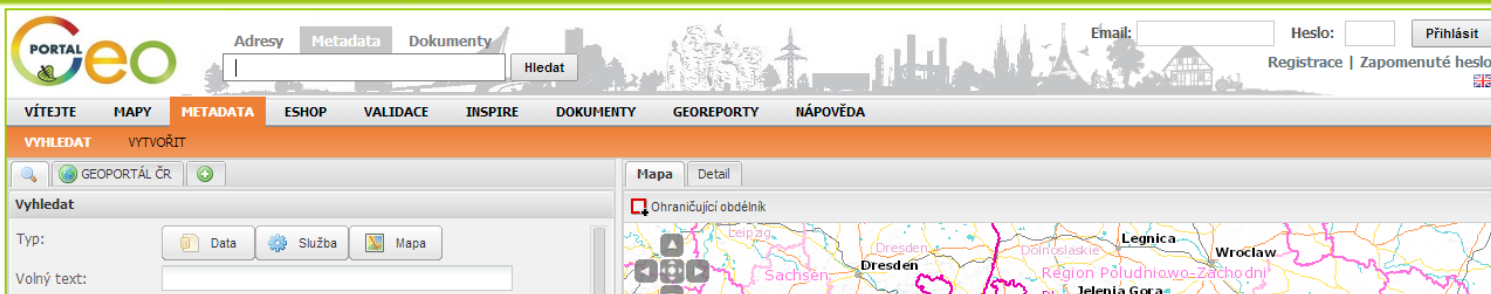 PORTAL
Geo
Adresy Metadata Dokumenty
Hledat
Email:
Heslo:
Přihlásit
Registrace | Zapomenuté heslo
VÍTEJTE MAPY METADATA ESHOP VALIDACE INSPIRE DOKUMENTY GEOREPORTY NÁPOVĚDA
VYHLEDAT VYTVOŘIT
GEOPORTÁL ČR
Mapa Detail
Vyhledat
Ohraničující obdélník
Typ: Data Služba Mapa
Volný text:
Leipzig
Dresden
Dolnoslaskie
Legnica
Wroclaw
Sachsen
Dresden
Region Poludniowo-Zachodni
Jelenia Gora